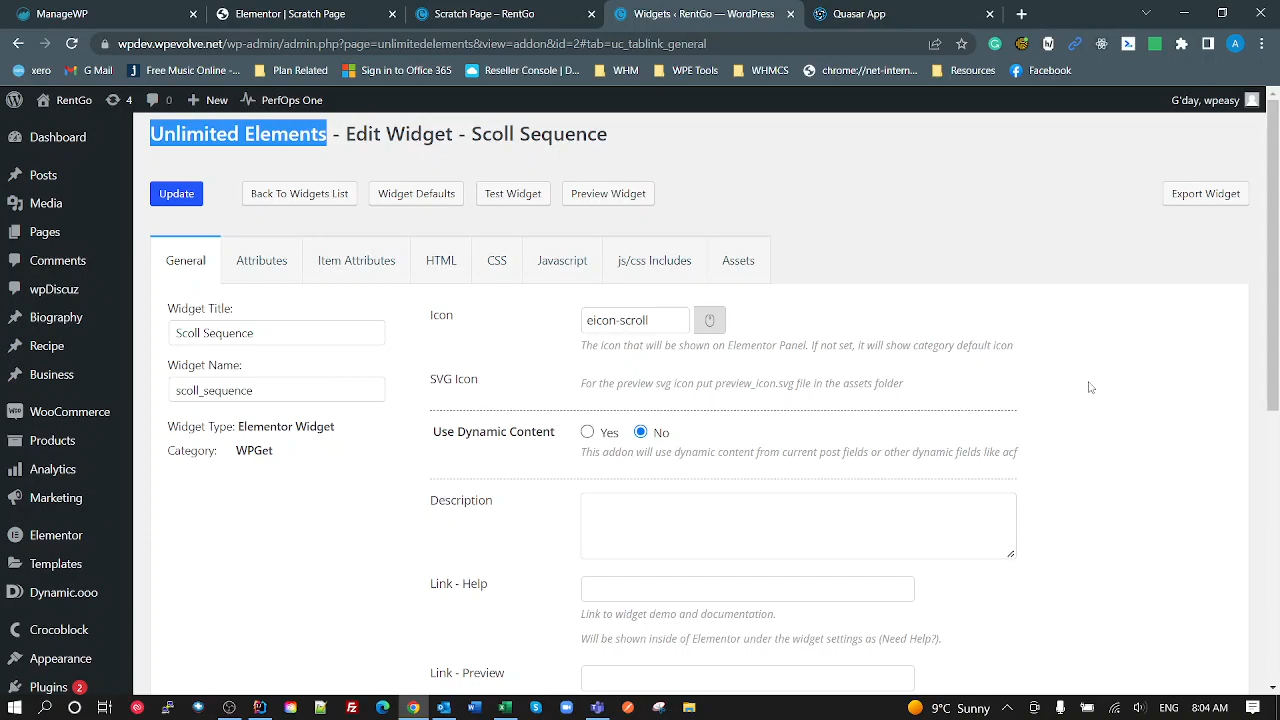 ManageWP
Elementor | Scratch Page
Scratch Page - RentGo
Widgets ‹ RentGo — WordPress
Quasar App
wpdev.wpeasy.net/wp-admin/admin.php?page=unlimitedelements&view=addon&id=2#tab=uc_tablink_general
xero
G Mail
Free Music Online -...
Plan Related
Sign in to Office 365
Reseller Console | D...
WHM
WPE Tools
WHMCS
chrome://net-intern...
Resources
Facebook
RentGo
4
0
New
PerfOps One
G'day, wpeasy
Dashboard
Posts
Media
Pages
Comments
wpDiscuz
Biography
Recipe
Business
WooCommerce
Products
Analytics
Marketing
Elementor
Templates
Dynamic.ooo
Crocoblock
Appearance
Plugins 2
Unlimited Elements - Edit Widget - Scoll Sequence
Update
Back To Widgets List
Widget Defaults
Test Widget
Preview Widget
Export Widget
General
Attributes
Item Attributes
HTML
CSS
Javascript
js/css Includes
Assets
Widget Title:
Scoll Sequence
Widget Name:
scoll_sequence
Widget Type: Elementor Widget
Category: WPGet
Icon
eicon-scroll
The icon that will be shown on Elementor Panel. If not set, it will show category default icon
SVG Icon
For the preview svg icon put preview_icon.svg file in the assets folder
Use Dynamic Content
Yes
No
This addon will use dynamic content from current post fields or other dynamic fields like acf
Description
Link - Help
Link to widget demo and documentation.
Will be shown inside of Elementor under the widget settings as (Need Help?).
Link - Preview
9°C Sunny
8:04 AM